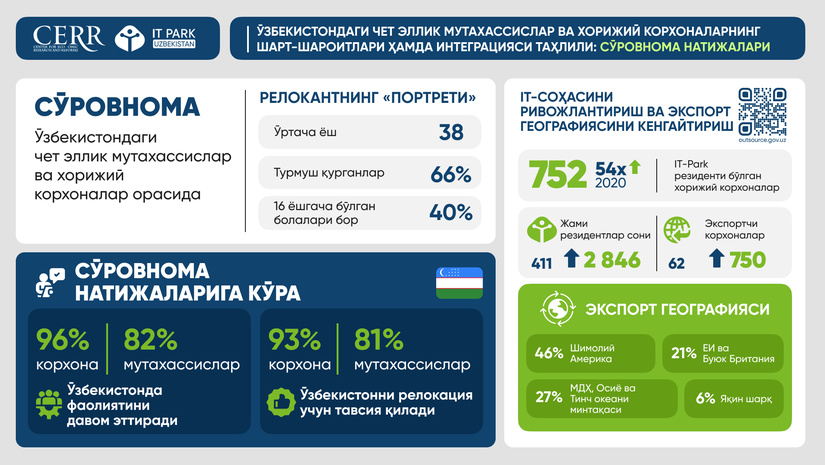 CERR
CENTER FOR ECONOMIC
RESEARCH AND REFORMS
IT PARK
UZBEKISTAN
ЎЗБЕКИСТОНДАГИ ЧЕТ ЭЛЛИК МУТАХАССИСЛАР ВА ХОРИЖИЙ КОРХОНАЛАРНИНГ
ШАРТ-ШАРОИТЛАРИ ҲАМДА ИНТЕГРАЦИЯСИ ТАҲЛИЛИ: СЎРОВНОМА НАТИЖАЛАРИ
СЎРОВНОМА
Ўзбекистондаги
чет эллик мутахассислар
ва хорижий
корхоналар орасида
РЕЛОКАНТНИНГ «ПОРТРЕТИ»
Ўртача ёш 38
Турмуш қурганлар 66%
16 ёшгача бўлган
болалари бор 40%
СЎРОВНОМА
НАТИЖАЛАРИГА КЎРА
96% 82%
корхона мутахассислар
Ўзбекистонда
фаолиятини
давом эттиради
93% 81%
корхона мутахассислар
Ўзбекистонни релокация
учун тавсия қилади
IT-СОҲАСИНИ
РИВОЖЛАНТИРИШ ВА ЭКСПОРТ
ГЕОГРАФИЯСИНИ КЕНГАЙТИРИШ
outsource.gov.uz
752 54x
2020
IT-Park
резиденти бўлган
хорижий корхоналар
Жами
резидентлар сони
411 2 846
Экспортчи
корхоналар
62 750
ЭКСПОРТ ГЕОГРАФИЯСИ
46% Шимолий
Америка
21% ЕИ ва
Буюк Британия
27% МДҲ, Осиё ва
Тинч океани
минтақаси
6% Яқин шарқ